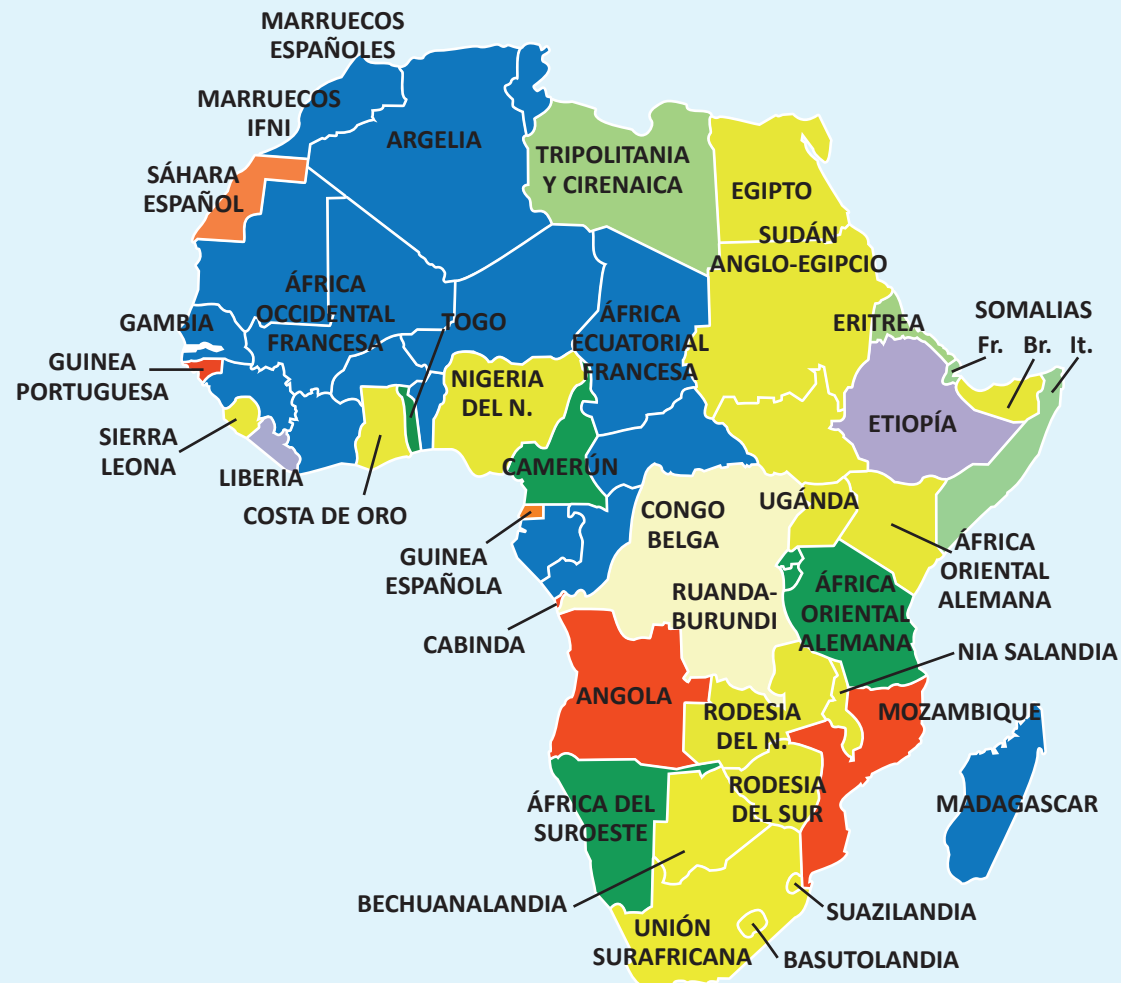 MARRUECOS
ESPAÑOLES
MARRUECOS
IFNI
ARGELIA
TRIPOLITANIA
Y CIRENAICA
SÁHARA
ESPAÑOL
EGIPTO
SUDÁN
ANGLO-EGIPCIO
ÁFRICA
OCCIDENTAL
FRANCESA
GAMBIA
TOGO
ÁFRICA
ECUATORIAL
FRANCESA
ERITREA
SOMALIAS
Fr. Br. It.
GUINEA
PORTUGUESA
NIGERIA
DEL N.
ETIOPÍA
SIERRA
LEONA
LIBERIA
CAMERÚN
COSTA DE ORO
UGÁNDA
CONGO
BELGA
GUINEA
ESPAÑOLA
ÁFRICA
ORIENTAL
ALEMANA
RUANDA-
BURUNDI
ÁFRICA
ORIENTAL
ALEMANA
CABINDA
NIA SALANDIA
ANGOLA
RODESIA
DEL N.
MOZAMBIQUE
RODESIA
DEL SUR
MADAGASCAR
ÁFRICA DEL
SUROESTE
BECHUANALANDIA
SUAZILANDIA
UNIÓN
SURAFRICANA
BASUTOLANDIA